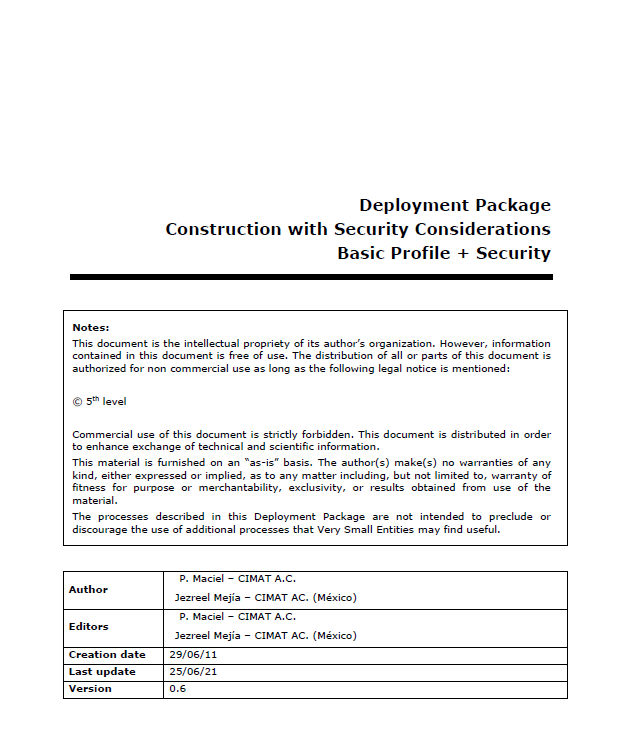 Deployment Package
Construction with Security Considerations
Basic Profile + Security
Notes:
This document is the intellectual propriety of its author’s organization. However, information
contained in this document is free of use. The distribution of all or parts of this document is
authorized for non commercial use as long as the following legal notice is mentioned:
© 5th level
Commercial use of this document is strictly forbidden. This document is distributed in order
to enhance exchange of technical and scientific information.
This material is furnished on an “as-is” basis. The author(s) make(s) no warranties of any
kind, either expressed or implied, as to any matter including, but not limited to, warranty of
fitness for purpose or merchantability, exclusivity, or results obtained from use of the
material.
The processes described in this Deployment Package are not intended to preclude or
discourage the use of additional processes that Very Small Entities may find useful.
Author
P. Maciel – CIMAT A.C.
Jezreel Mejía – CIMAT AC. (México)
Editors
P. Maciel – CIMAT A.C.
Jezreel Mejía – CIMAT AC. (México)
Creation date 29/06/11
Last update 25/06/21
Version 0.6